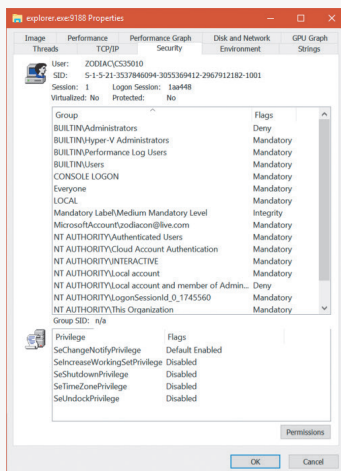 explorer.exe:9188 Properties
Image Performance Performance Graph Disk and Network GPU Graph
Threads TCP/IP Security Environment Strings
User: ZODIAC\CS35010
SID: S-1-5-21-3537846094-3055369412-2967912182-1001
Session: 1 Logon Session: 1aa448
Virtualized: No Protected: No
Group Flags
BUILTIN\Administrators Deny
BUILTIN\Hyper-V Administrators Mandatory
BUILTIN\Performance Log Users Mandatory
BUILTIN\Users Mandatory
CONSOLE LOGON Mandatory
Everyone Mandatory
LOCAL Mandatory
Mandatory Label\Medium Mandatory Level Integrity
MicrosoftAccount\zodiacon@live.com Mandatory
NT AUTHORITY\Authenticated Users Mandatory
NT AUTHORITY\Cloud Account Authentication Mandatory
NT AUTHORITY\INTERACTIVE Mandatory
NT AUTHORITY\Local account Mandatory
NT AUTHORITY\Local account and member of Admin... Deny
NT AUTHORITY\LogonSessionId_0_1745560 Mandatory
NT AUTHORITY\This Organization Mandatory
Group SID: n/a
Privilege Flags
SeChangeNotifyPrivilege Default Enabled
SeIncreaseWorkingSetPrivilege Disabled
SeShutdownPrivilege Disabled
SeTimeZonePrivilege Disabled
SeUndockPrivilege Disabled
Permissions
OK Cancel